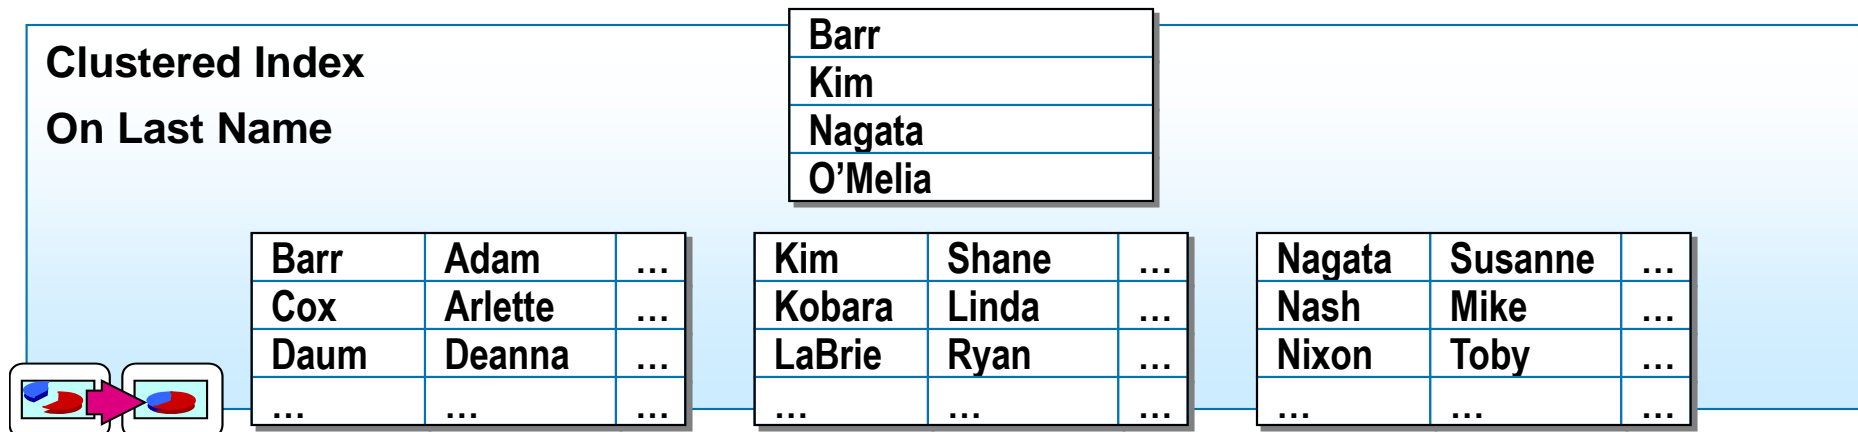 Clustered Index
On Last Name
Barr
Kim
Nagata
O’Melia
Barr Adam …
Cox Arlette …
Daum Deanna …
… … …
Kim Shane …
Kobara Linda …
LaBrie Ryan …
… … …
Nagata Susanne …
Nash Mike …
Nixon Toby …
… … …